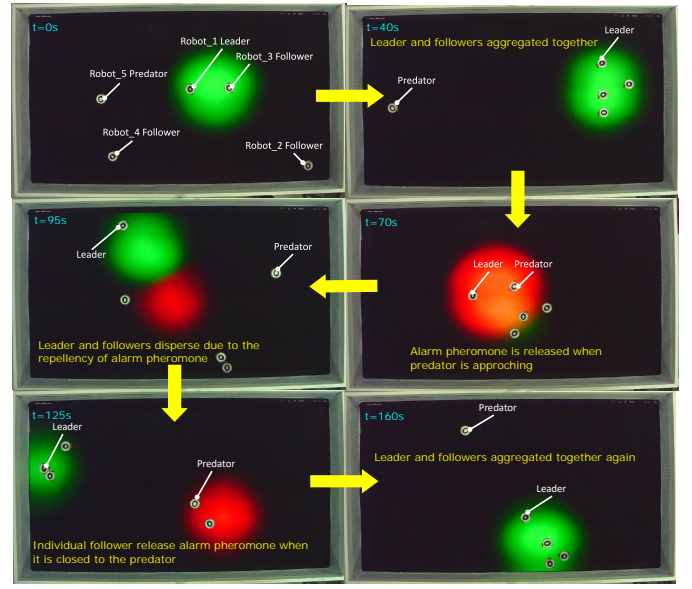 t=0s
Robot_1 Leader
Robot_3 Follower
Robot_5 Predator
Robot_4 Follower
Robot_2 Follower
t=40s
Leader and followers aggregated together
Leader
Predator
t=95s
Leader
Predator
Leader and followers disperse due to the
repellency of alarm pheromone
t=70s
Leader
Predator
Alarm pheromone is released when
predator is approching
t=125s
Leader
Predator
Individual follower release alarm pheromone when
it is closed to the predator
t=160s
Predator
Leader and followers aggregated together again
Leader